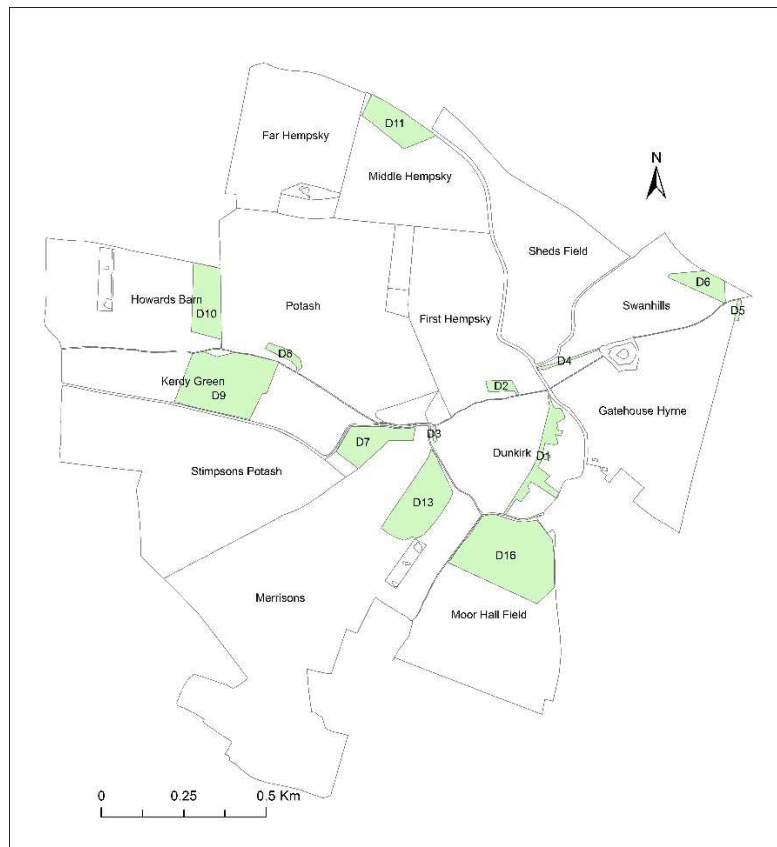 D11
Far Hempsky
N
Middle Hempsky
Sheds Field
D6
Howards Barn
D10
Potash
Swanhills
D5
First Hempsky
D8
D4
Kerdy Green
D9
D2
Gatehouse Hyrne
D7
D3
Dunkirk
D1
Stimpsons Potash
D13
D16
Merrisons
Moor Hall Field
0 0.25 0.5 Km